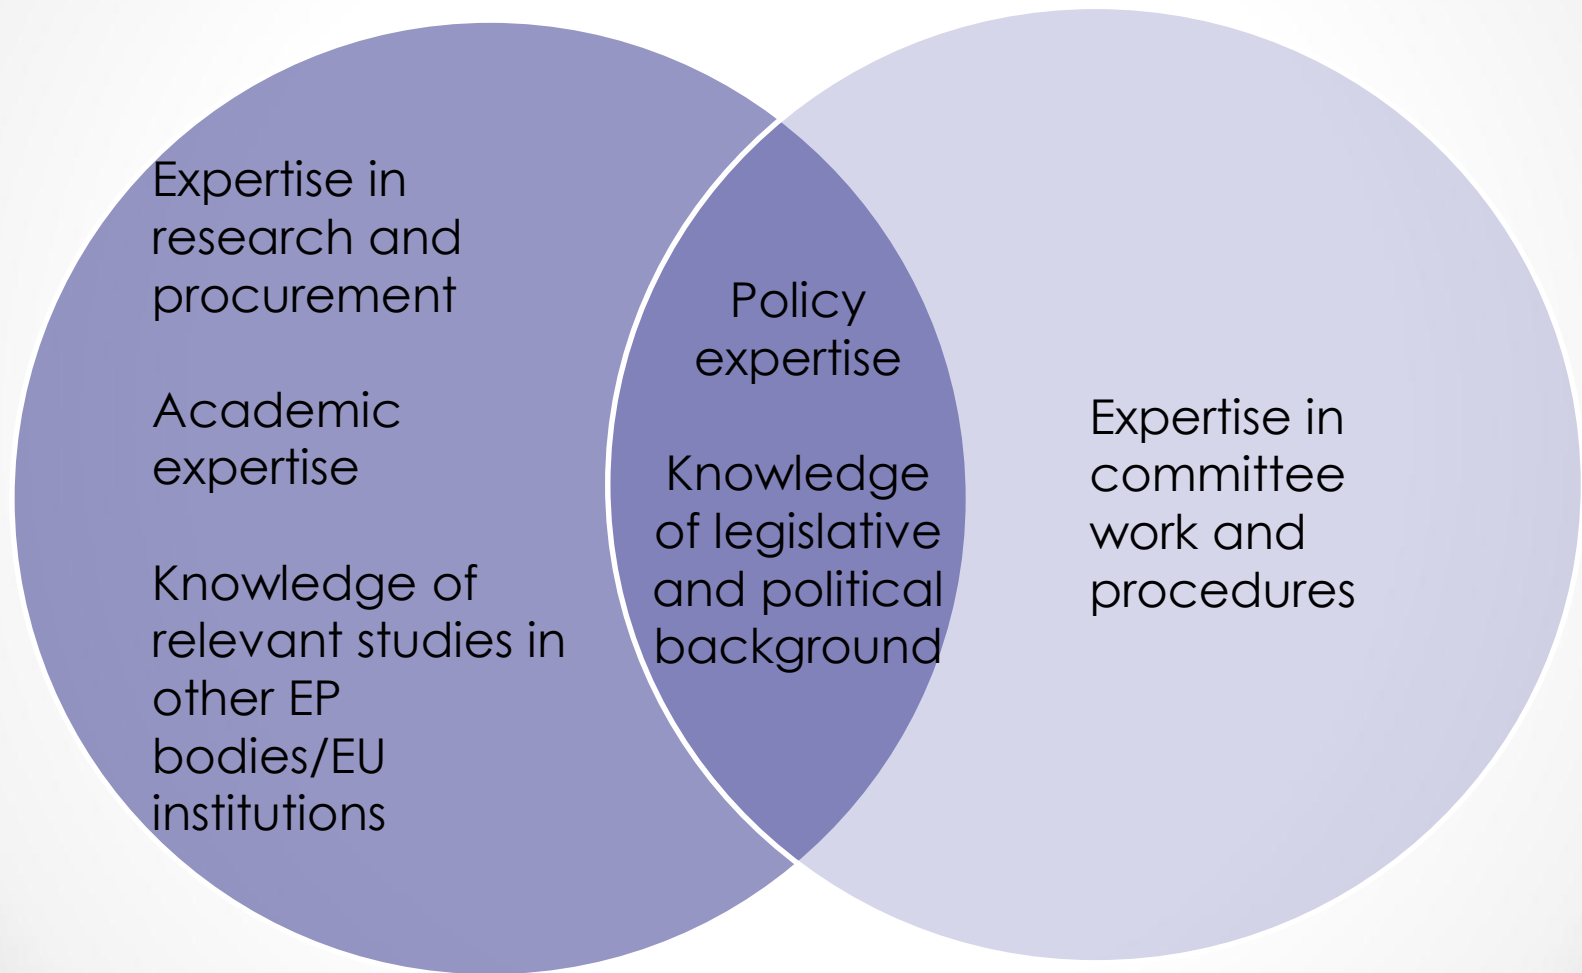 Expertise in
research and
procurement
Academic
expertise
Knowledge of
relevant studies in
other EP
bodies/EU
institutions
Policy
expertise
Knowledge
of legislative
and political
background
Expertise in
committee
work and
procedures